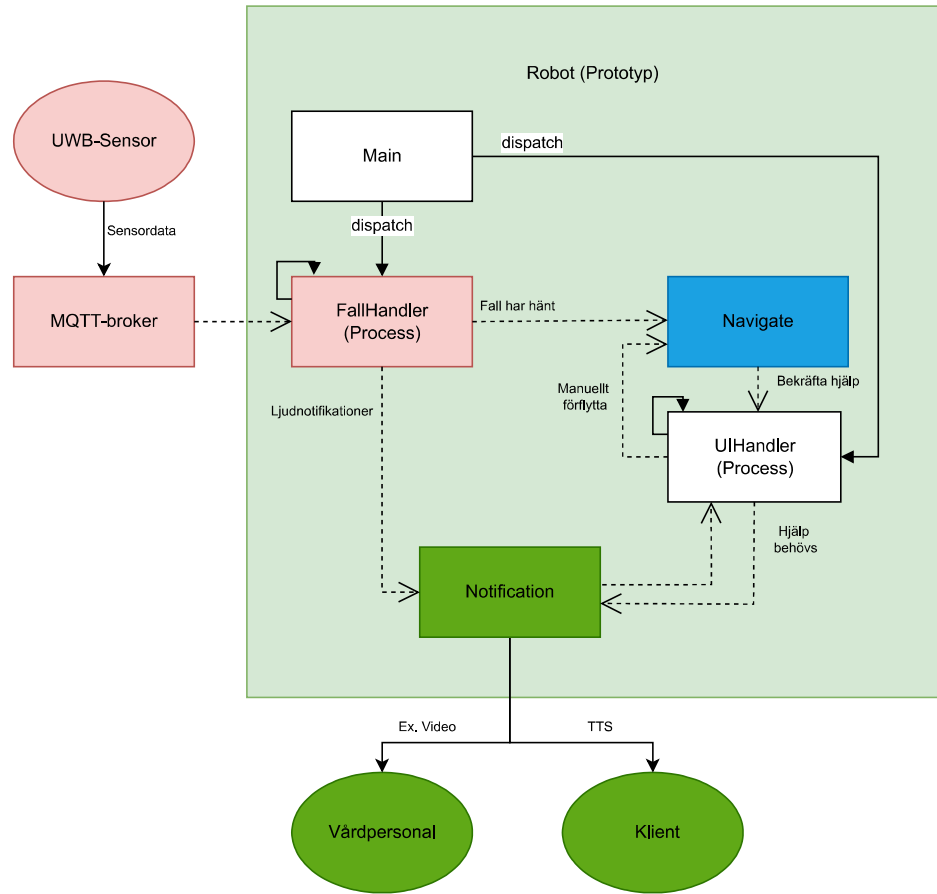 Robot (Prototyp)
UWB-Sensor
Main
dispatch
dispatch
Sensordata
MQTT-broker
FallHandler
(Process)
Fall har hänt
Navigate
Ljudnotifikationer
Manuellt
förflytta
Bekräfta hjälp
UIHandler
(Process)
Hjälp
behövs
Notification
Ex. Video
TTS
Vårdpersonal
Klient